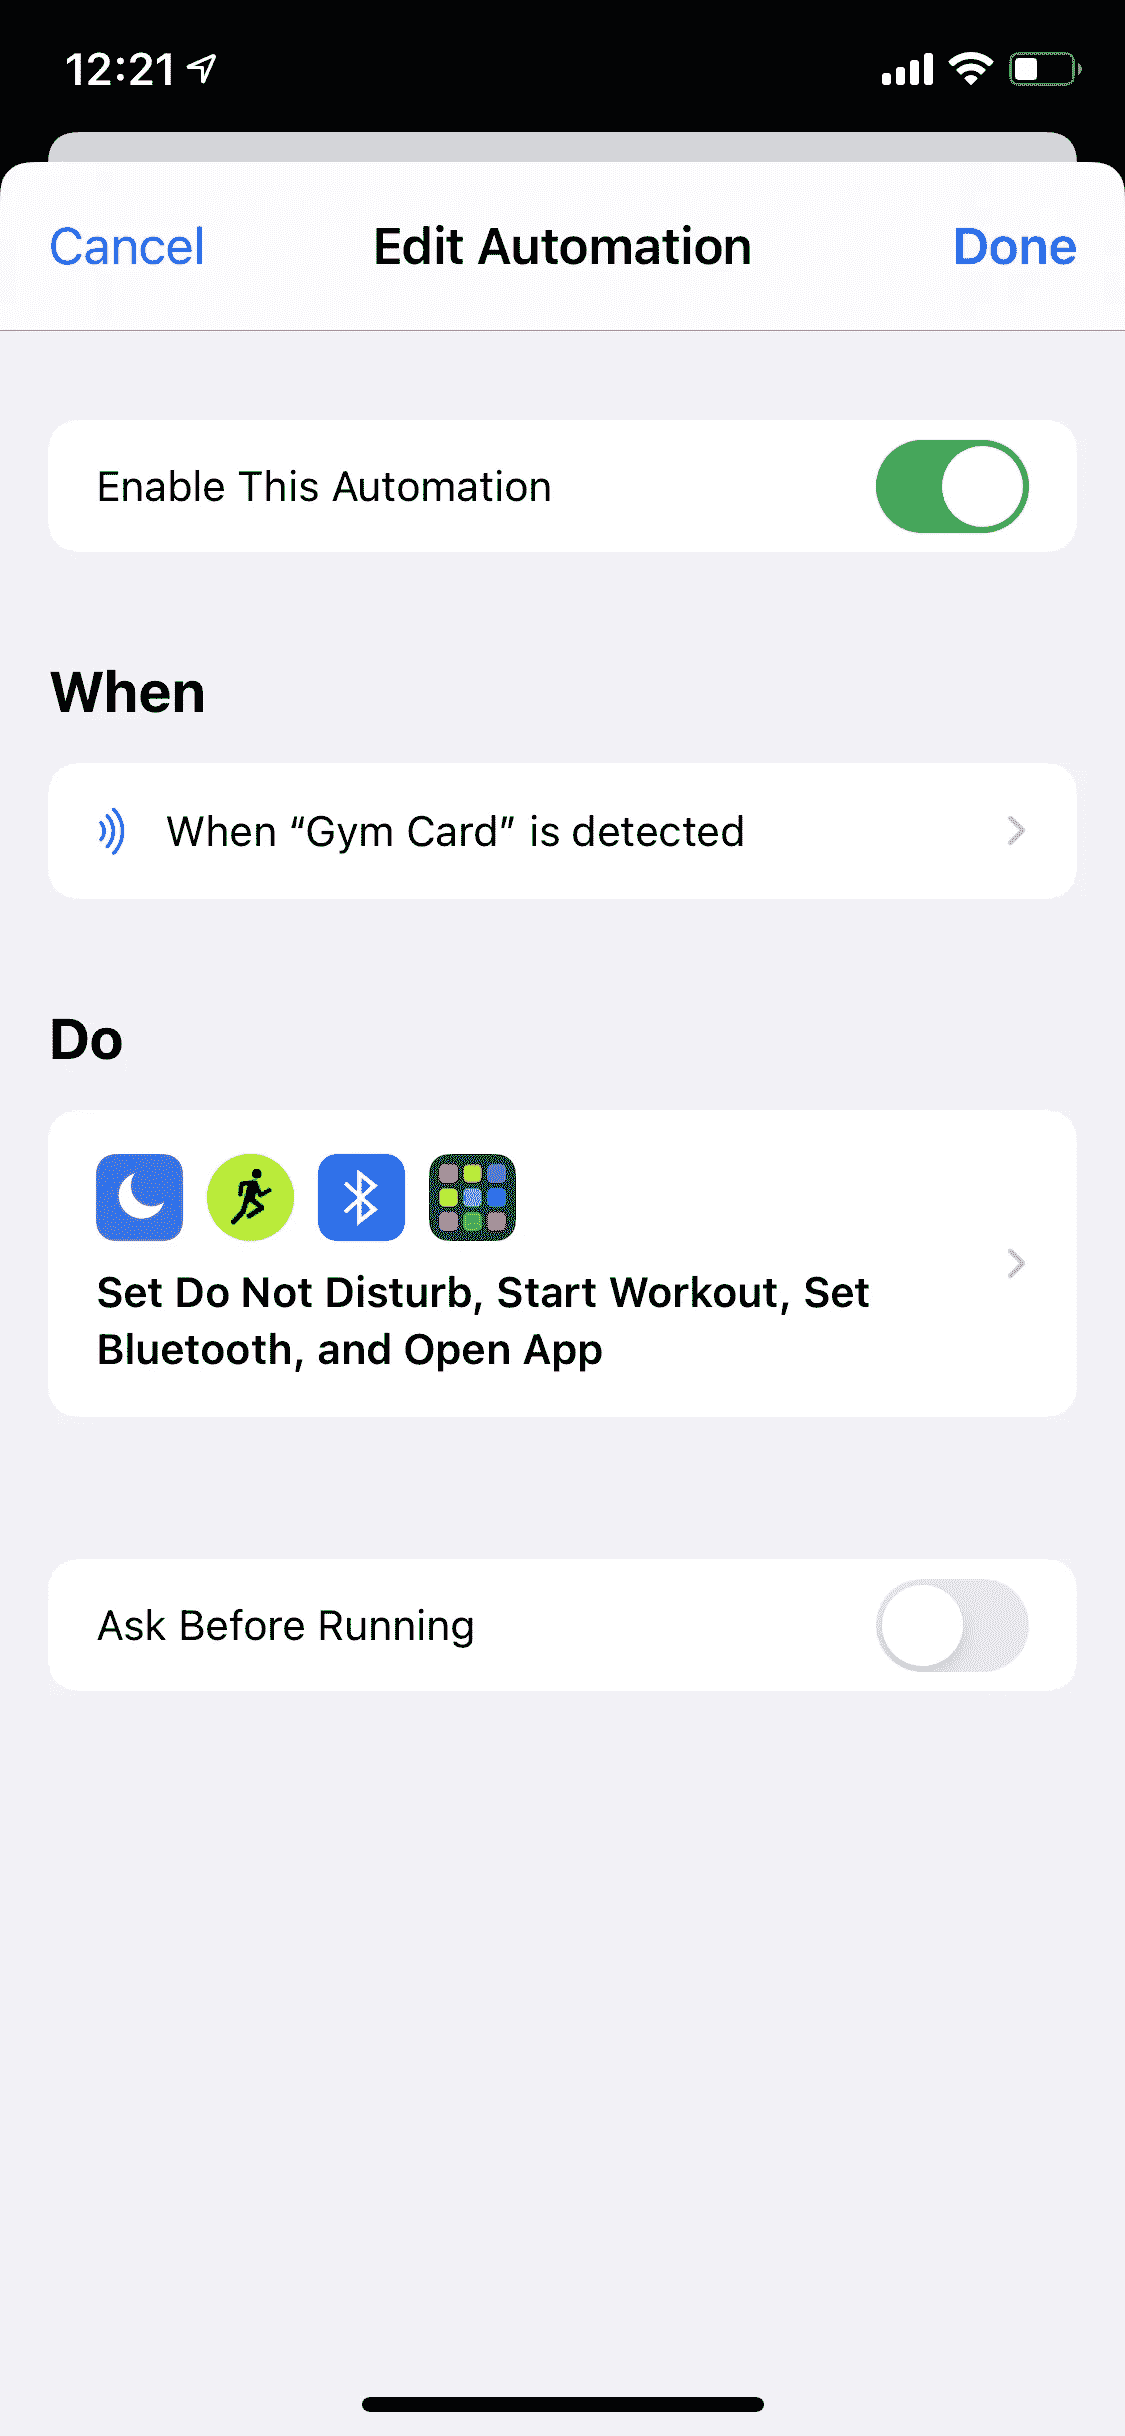 12:21
Cancel Edit Automation Done
Enable This Automation
When
When “Gym Card” is detected
Do
Set Do Not Disturb, Start Workout, Set
Bluetooth, and Open App
Ask Before Running